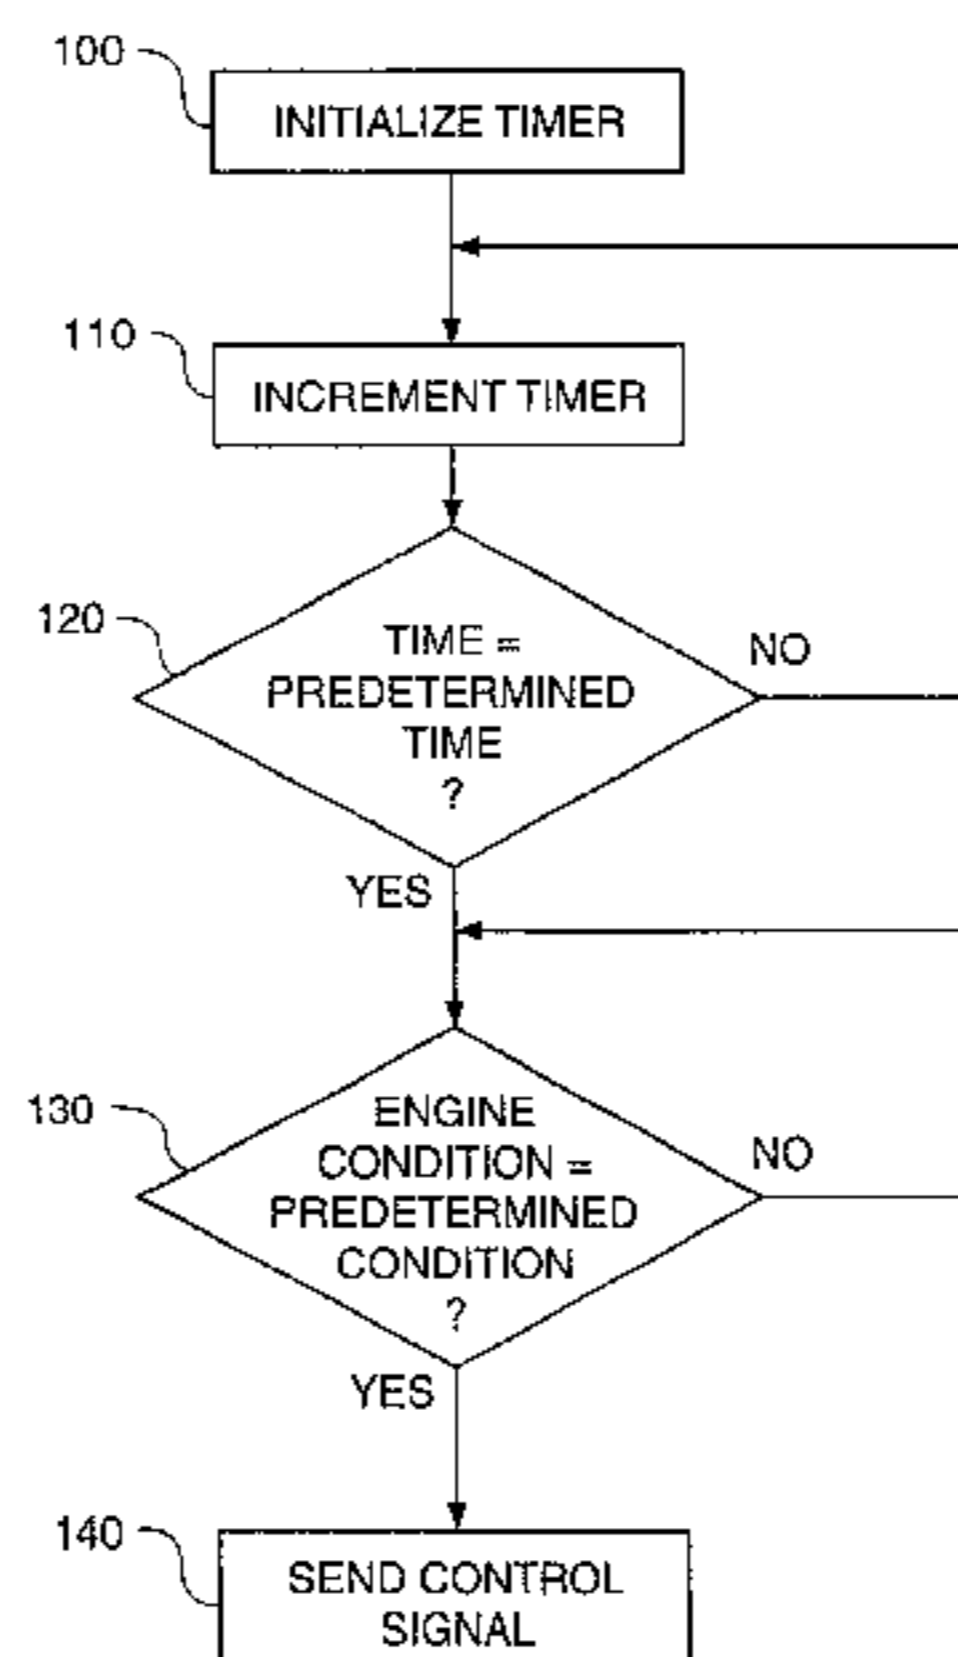 100
INITIALIZE TIMER
110
INCREMENT TIMER
120
TIME =
PREDETERMINED
TIME
?
NO
YES
130
ENGINE
CONDITION =
PREDETERMINED
CONDITION
?
NO
YES
140
SEND CONTROL
SIGNAL